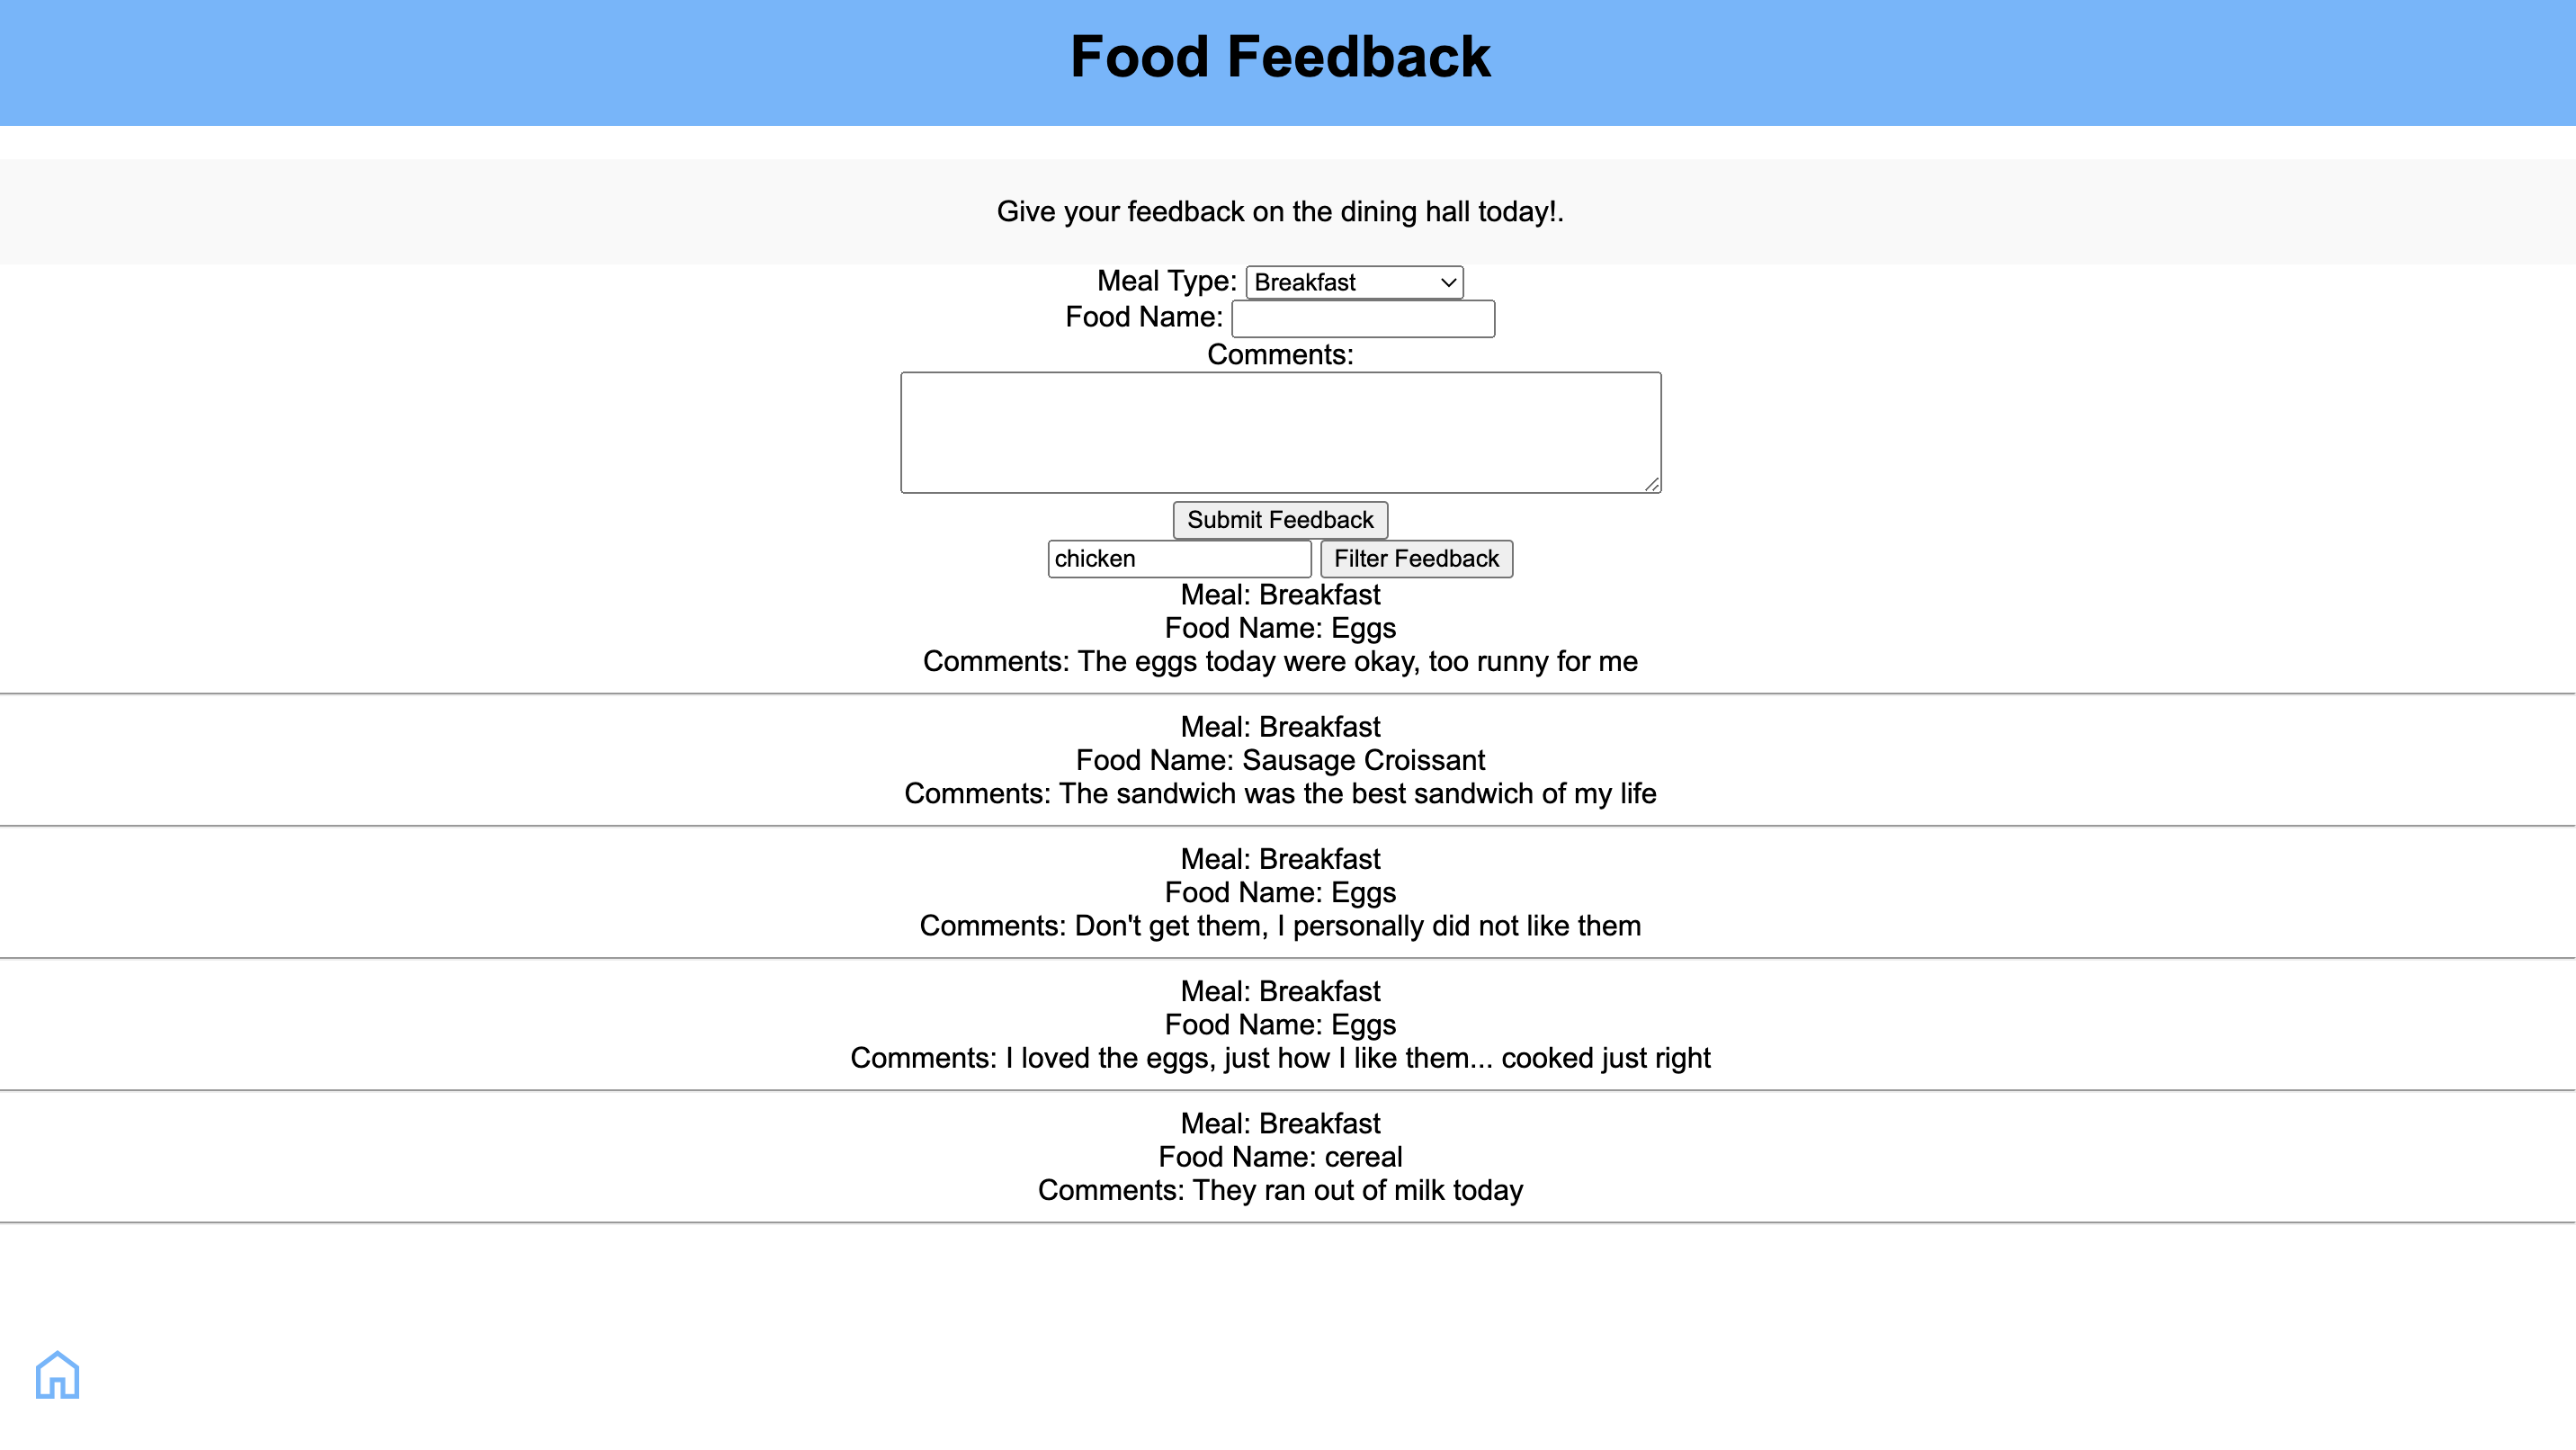 Food Feedback
Give your feedback on the dining hall today!.
Meal Type: Breakfast
Food Name:
Comments:
Submit Feedback
chicken Filter Feedback
Meal: Breakfast
Food Name: Eggs
Comments: The eggs today were okay, too runny for me
Meal: Breakfast
Food Name: Sausage Croissant
Comments: The sandwich was the best sandwich of my life
Meal: Breakfast
Food Name: Eggs
Comments: Don't get them, I personally did not like them
Meal: Breakfast
Food Name: Eggs
Comments: I loved the eggs, just how I like them... cooked just right
Meal: Breakfast
Food Name: cereal
Comments: They ran out of milk today